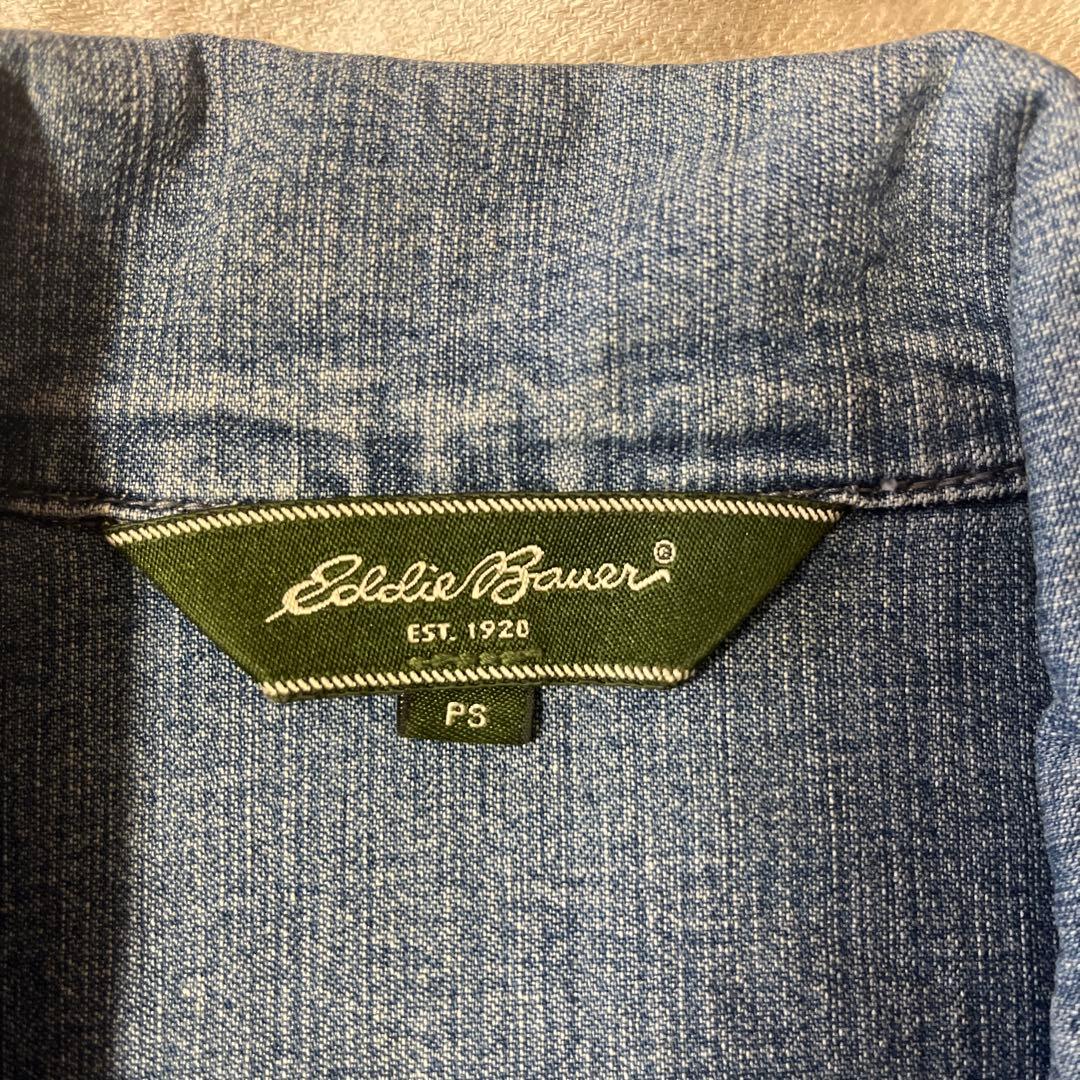 Eddie Bauer®
EST. 1920
PS